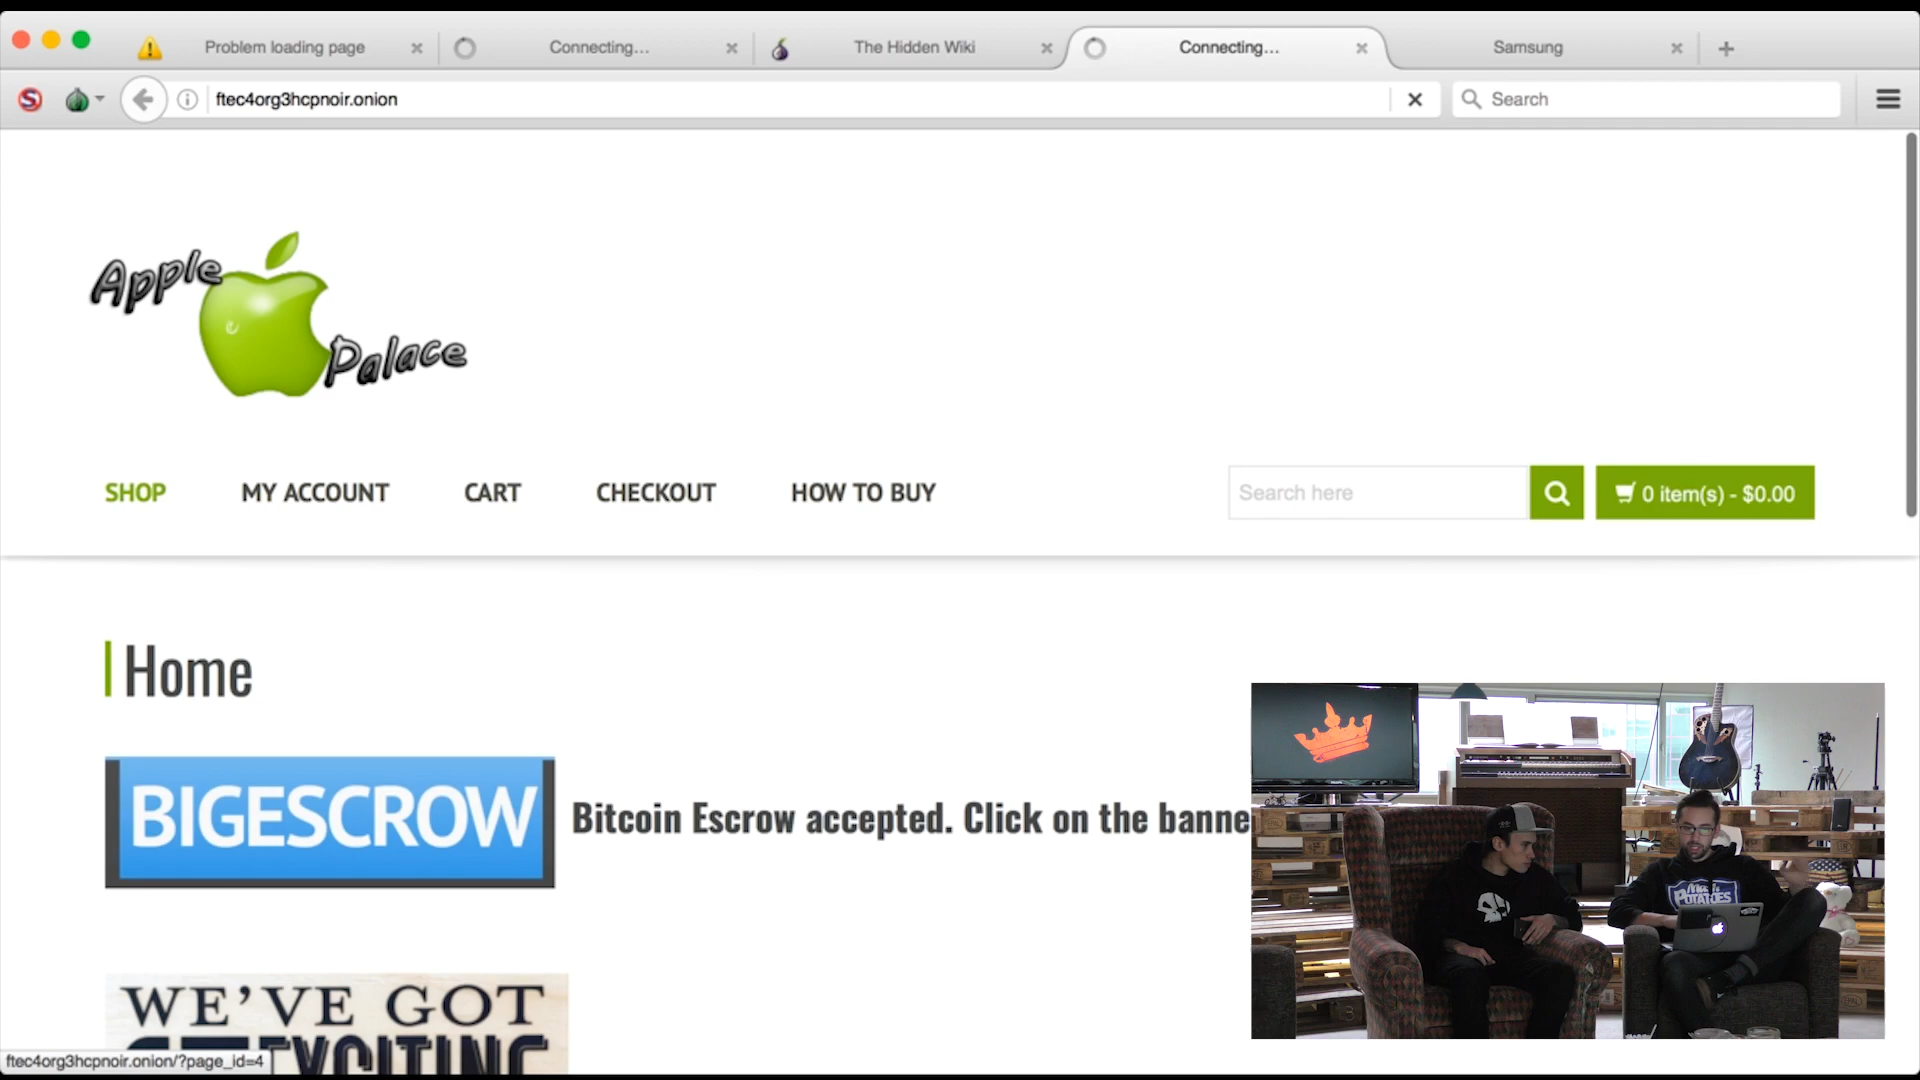 Problem loading page
Connecting...
The Hidden Wiki
Connecting...
Samsung
ftec4org3hcpnoir.onion
Search
Apple
Palace
SHOP
MY ACCOUNT
CART
CHECKOUT
HOW TO BUY
Search here
0 item(s) - $0.00
Home
BIGESCROW
Bitcoin Escrow accepted. Click on the banne
WE'VE GOT
EXCITING
POTATOES
ftec4org3hcpnoir.onion/?page_id=4